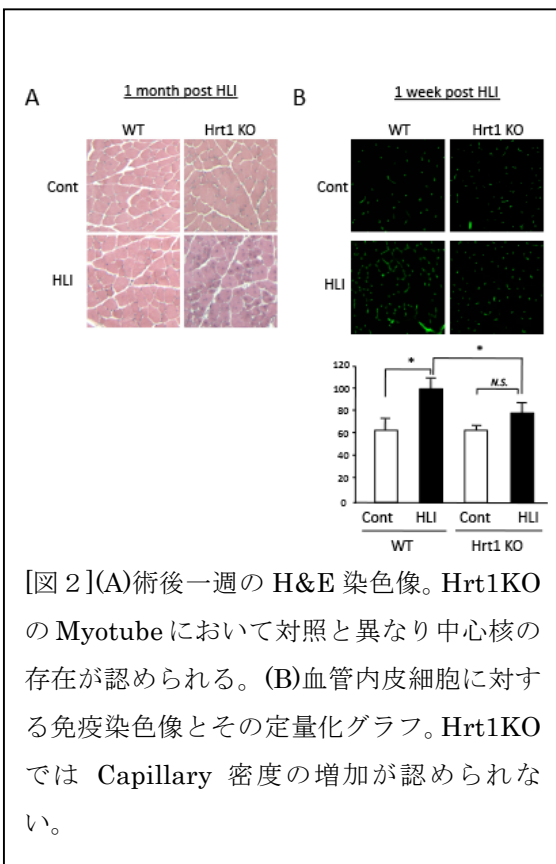 A
1 month post HLI
WT
Hrt1 KO
Cont
HLI
B
1 week post HLI
WT
Hrt1 KO
Cont
HLI
120
100
80
60
40
20
0
*
*
N.S.
Cont
HLI
Cont
HLI
WT
Hrt1 KO
[図２](A)術後一週の H&E 染色像。Hrt1KO
の Myotube において対照と異なり中心核の
存在が認められる。(B)血管内皮細胞に対す
る免疫染色像とその定量化グラフ。Hrt1KO
では Capillary 密度の増加が認められな
い。